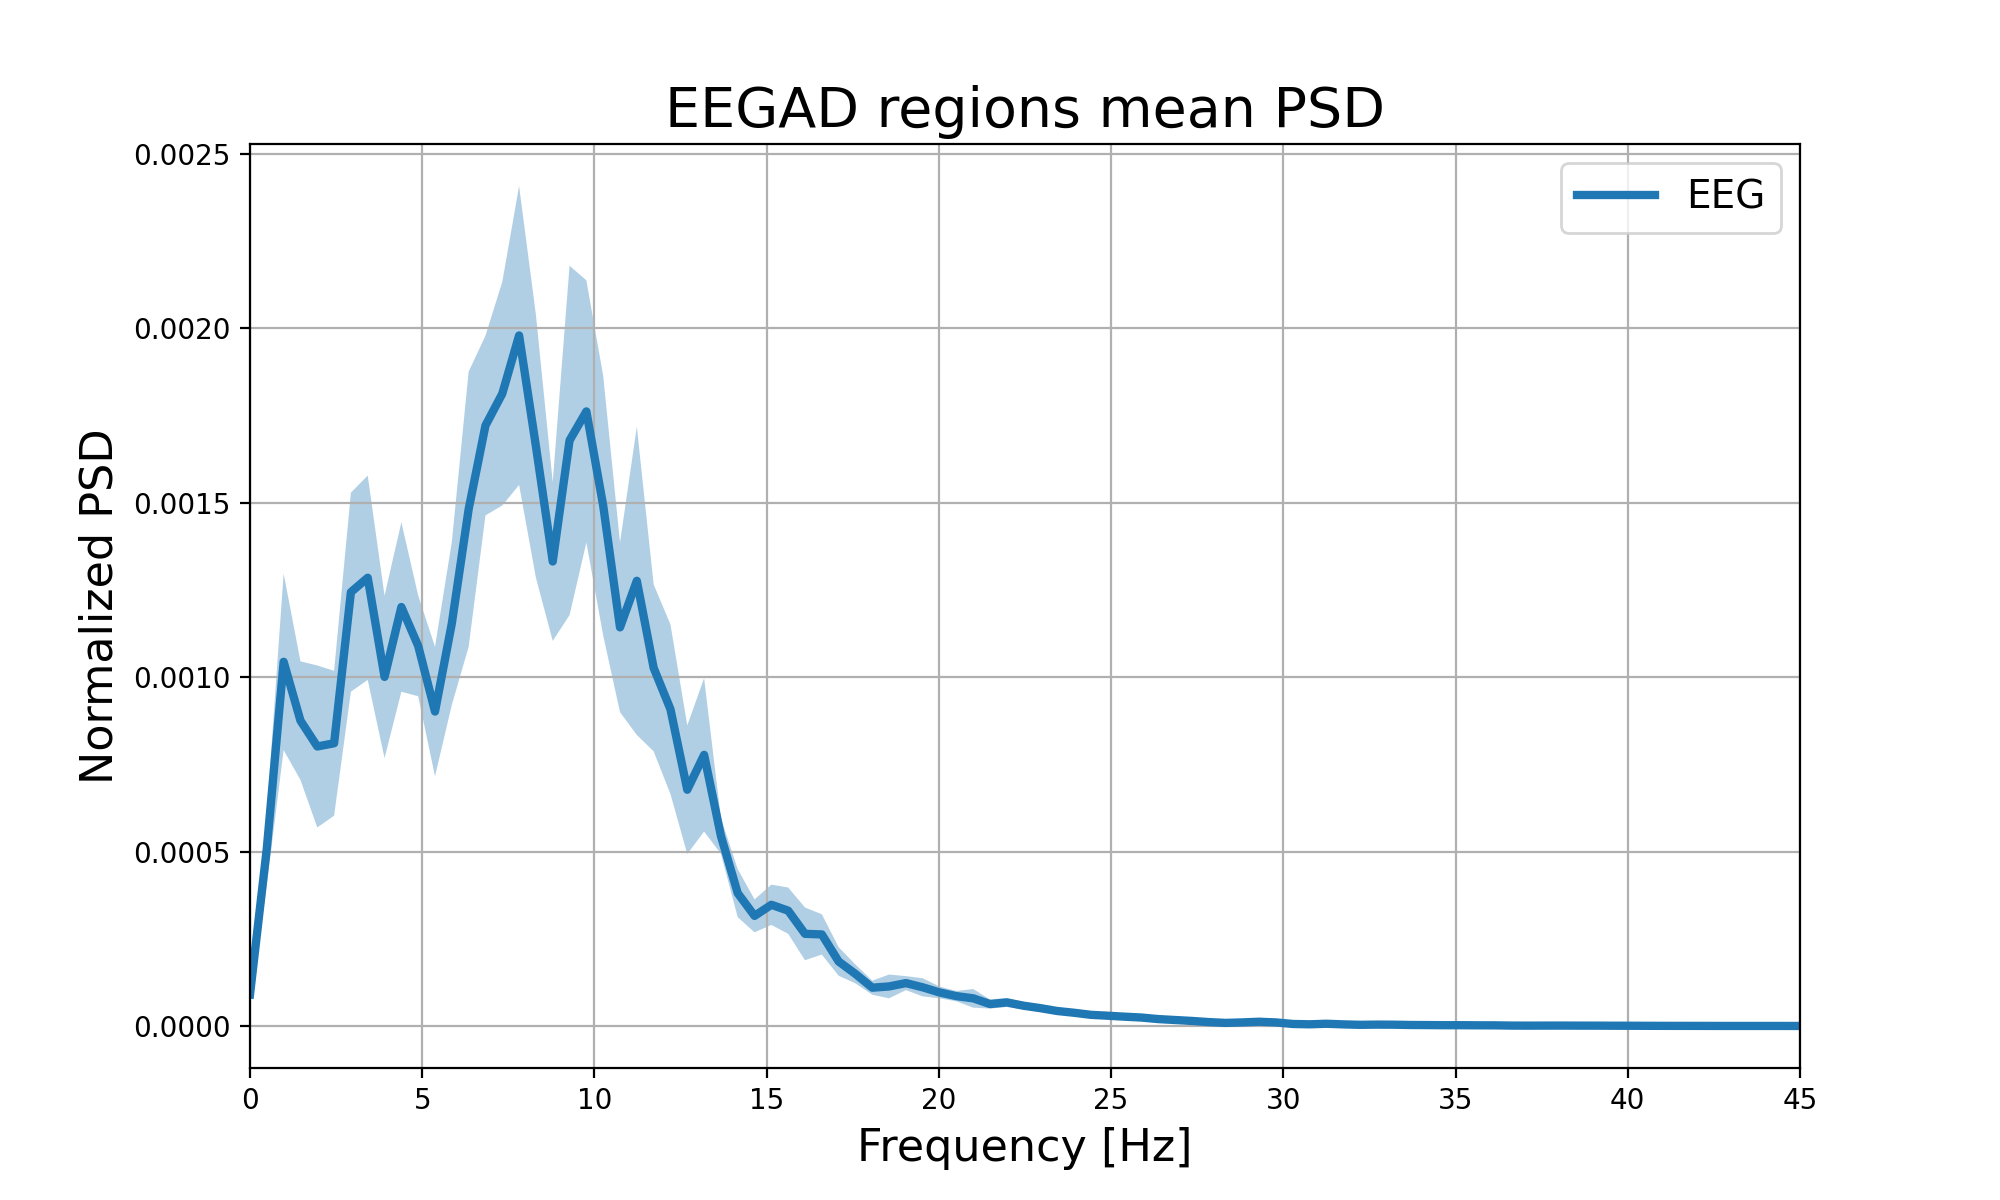 EEGAD regions mean PSD
EEG
Normalized PSD
0.0025
0.0020
0.0015
0.0010
0.0005
0.0000
0 5 10 15 20 25 30 35 40 45
Frequency [Hz]